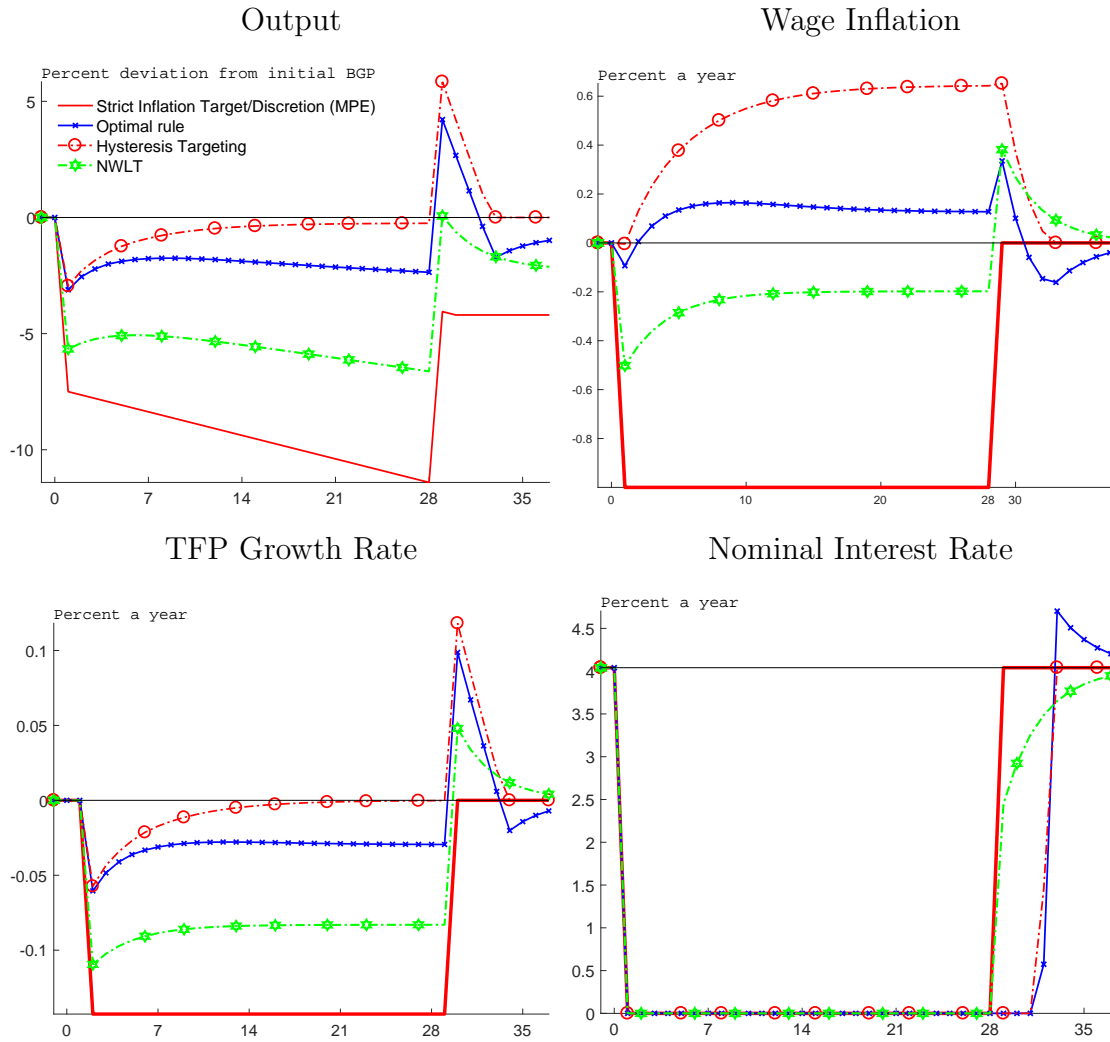 Output
Percent deviation from initial BGP
5
0
-5
-10
Strict Inflation Target/Discretion (MPE)
Optimal rule
Hysteresis Targeting
NWLT
0 7 14 21 28 35
Wage Inflation
Percent a year
0.6
0.4
0.2
0
-0.2
-0.4
-0.6
-0.8
0 10 20 28 30
TFP Growth Rate
Percent a year
0.1
0.05
0
-0.05
-0.1
0 7 14 21 28 35
Nominal Interest Rate
Percent a year
4.5
4
3.5
3
2.5
2
1.5
1
0.5
0
0 7 14 21 28 35